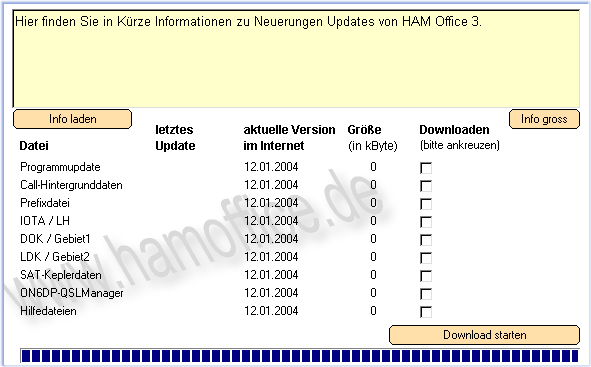 Hier finden Sie in Kürze Informationen zu Neuerungen Updates von HAM Office 3.
Info laden
Info gross
Datei
letztes Update
aktuelle Version im Internet
Größe (in kByte)
Downloaden (bitte ankreuzen)
Programmupdate 12.01.2004 0
Call-Hintergrunddaten 12.01.2004 0
Prefixdatei 12.01.2004 0
IOTA / LH 12.01.2004 0
DOK / Gebiet1 12.01.2004 0
LDK / Gebiet2 12.01.2004 0
SAT-Keplerdaten 12.01.2004 0
ON6DP-QSLManager 12.01.2004 0
Hilfedateien 12.01.2004 0
www.hamoffice.de
Download starten